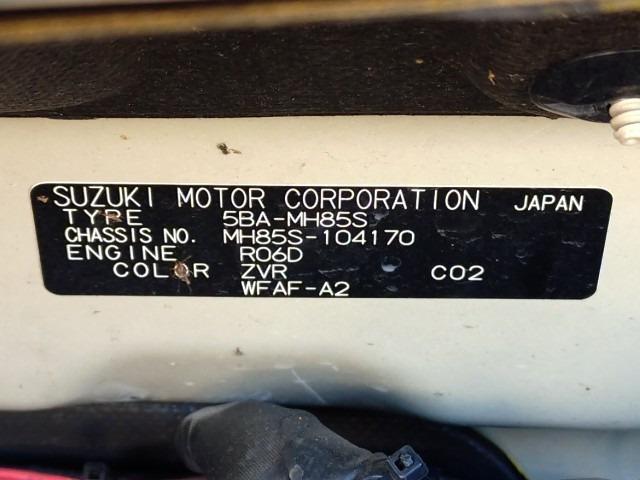 SUZUKI MOTOR CORPORATION JAPAN
TYPE 5BA-MH85S
CHASSIS NO. MH85S-104170
ENGINE R06D
COLOR ZVR C02
WFAF-A2